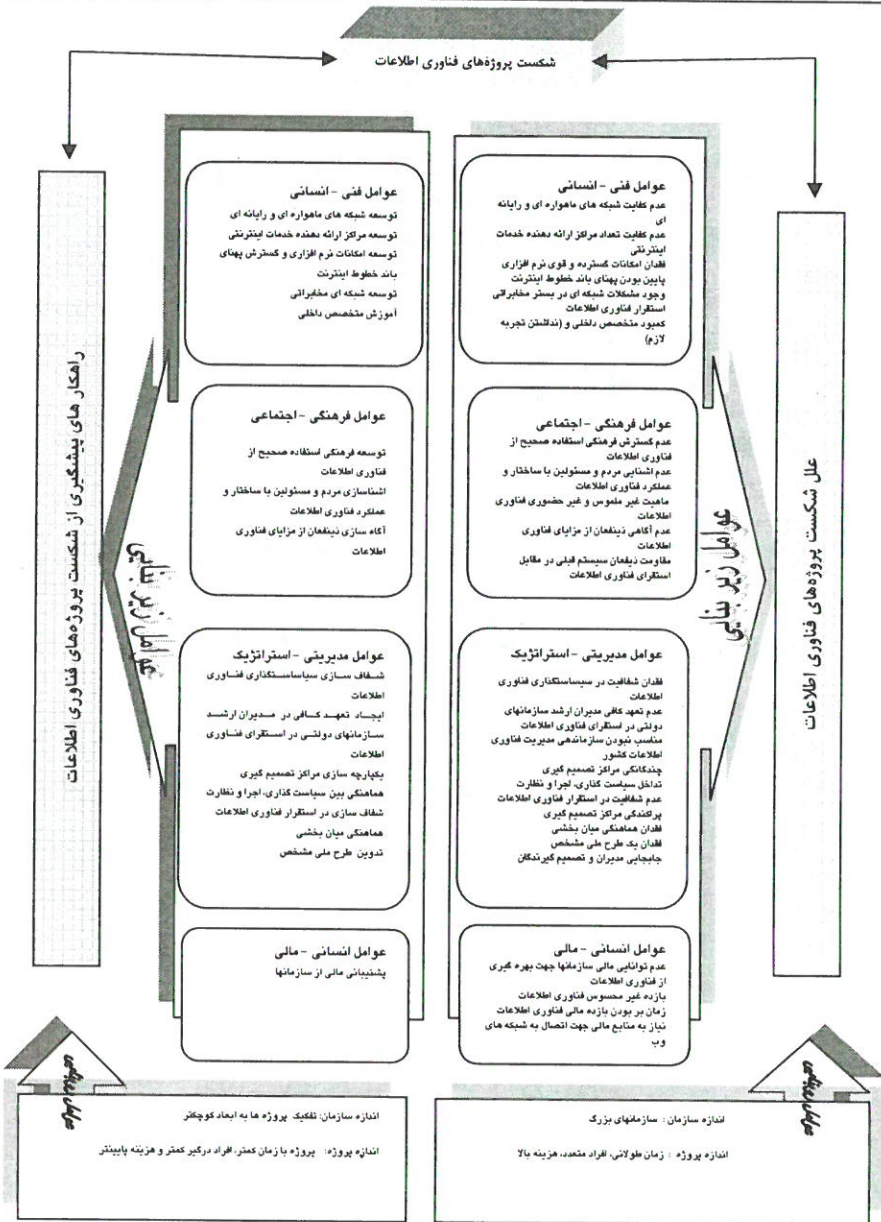 شکست پروژه‌های فناوری اطلاعات
علل شکست پروژه‌های فناوری اطلاعات
عوامل زیر بنایی
عوامل فنی - انسانی
عدم کفایت شبکه های ماهواره ای و رایانه
ای
عدم کفایت تعداد مراکز ارائه دهنده خدمات
اینترنتی
فقدان امکانات گسترده و قوی نرم افزاری
پایین بودن پهنای باند خطوط اینترنت
وجود مشکلات شبکه ای در بستر مخابراتی
استقرار فناوری اطلاعات
کمبود متخصص داخلی و (نداشتن تجربه
لازم)
عوامل فرهنگی - اجتماعی
عدم گسترش فرهنگی استفاده صحیح از
فناوری اطلاعات
عدم اشنایی مردم و مسئولین با ساختار و
عملکرد فناوری اطلاعات
ماهیت غیر ملموس و غیر حضوری فناوری
اطلاعات
عدم آگاهی ذینفعان از مزایای فناوری
اطلاعات
مقاومت ذیفعان سیستم قبلی در مقابل
استقرای فناوری اطلاعات
عوامل مدیریتی - استراتژیک
فقدان شفافیت در سیساستگذاری فناوری
اطلاعات
عدم تعهد کافی مدیران ارشد سازمانهای
دولتی در استقرای فناوری اطلاعات
مناسب نبودن سازماندهی مدیریت فناوری
اطلاعات کشور
چندگانگی مراکز تصمیم گیری
تداخل سیاست گذاری، اجرا و نظارت
عدم شفافیت در استقرار فناوری اطلاعات
پراکندگی مراکز تصمیم گیری
فقدان هماهنگی میان بخشی
فقدان یک طرح ملی مشخص
جابجایی مدیران و تصمیم گیرندگان
عوامل انسانی - مالی
عدم توانایی مالی سازمانها جهت بهره گیری
از فناوری اطلاعات
بازده غیر محسوس فناوری اطلاعات
زمان بر بودن بازده مالی فناوری اطلاعات
نیاز به منابع مالی جهت اتصال به شبکه های
وب
اندازه سازمان : سازمانهای بزرگ
اندازه پروژه : زمان طولانی، افراد متعدد، هزینه بالا
راهکار های پیشگیری از شکست پروژه‌های فناوری اطلاعات
عوامل زیر بنایی
عوامل فنی - انسانی
توسعه شبکه های ماهواره ای و رایانه ای
توسعه مراکز ارائه دهنده خدمات اینترنتی
توسعه امکانات نرم افزاری و گسترش پهنای
باند خطوط اینترنت
توسعه شبکه ای مخابراتی
آموزش متخصص داخلی
عوامل فرهنگی - اجتماعی
توسعه فرهنگی استفاده صحیح از
فناوری اطلاعات
اشناسازی مردم و مسئولین با ساختار و
عملکرد فناوری اطلاعات
آگاه سازی ذینفعان از مزایای فناوری
اطلاعات
عوامل مدیریتی - استراتژیک
شفاف سازی سیاساستگذاری فناوری
اطلاعات
ایجاد تعهد کافی در مدیران ارشد
سازمانهای دولتی در استقرای فناوری
اطلاعات
یکپارچه سازی مراکز تصمیم گیری
هماهنگی بین سیاست گذاری، اجرا و نظارت
شفاف سازی در استقرار فناوری اطلاعات
هماهنگی میان بخشی
تدوین طرح ملی مشخص
عوامل انسانی - مالی
پشتیبانی مالی از سازمانها
اندازه سازمان: تفکیک پروژه ها به ابعاد کوچکتر
اندازه پروژه: پروژه با زمان کمتر، افراد درگیر کمتر و هزینه پایینتر